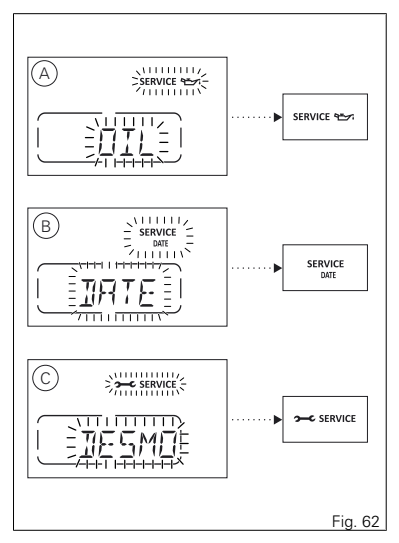 A
SERVICE
OIL
SERVICE
B
SERVICE
DATE
DATE
SERVICE
DATE
C
SERVICE
DESMO
SERVICE
Fig. 62